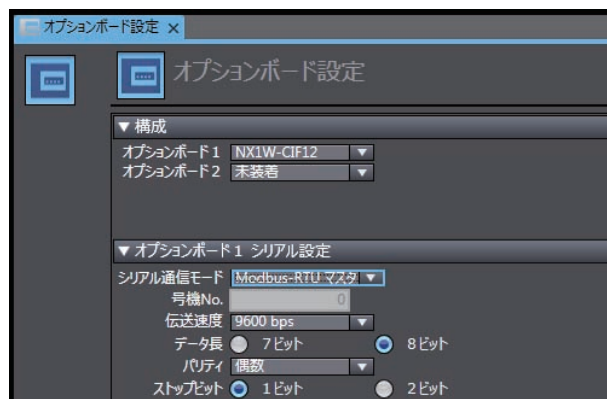 オプションボード設定 ×
オプションボード設定
▼構成
オプションボード1 NX1W-CIF12
オプションボード2 未装着
▼オプションボード1 シリアル設定
シリアル通信モード Modbus-RTU マスタ
号機No. 0
伝送速度 9600 bps
データ長 7ビット 8ビット
パリティ 偶数
ストップビット 1ビット 2ビット